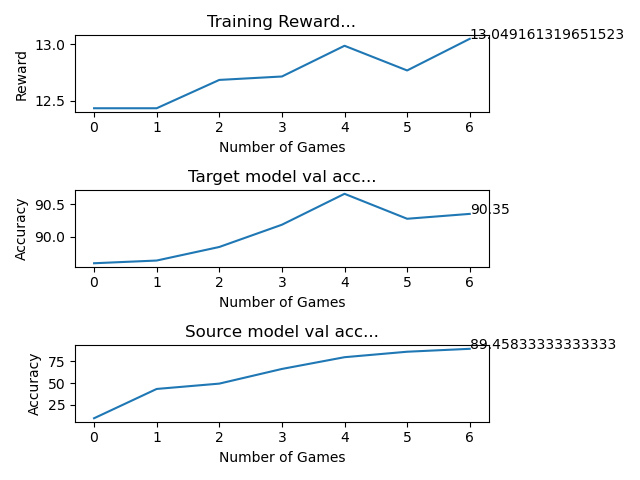 Training Reward...
13.049161319651523
13.0
12.5
Reward
0 1 2 3 4 5 6
Number of Games
Target model val acc...
90.35
90.5
90.0
Accuracy
0 1 2 3 4 5 6
Number of Games
Source model val acc...
89.45833333333333
75
50
25
Accuracy
0 1 2 3 4 5 6
Number of Games